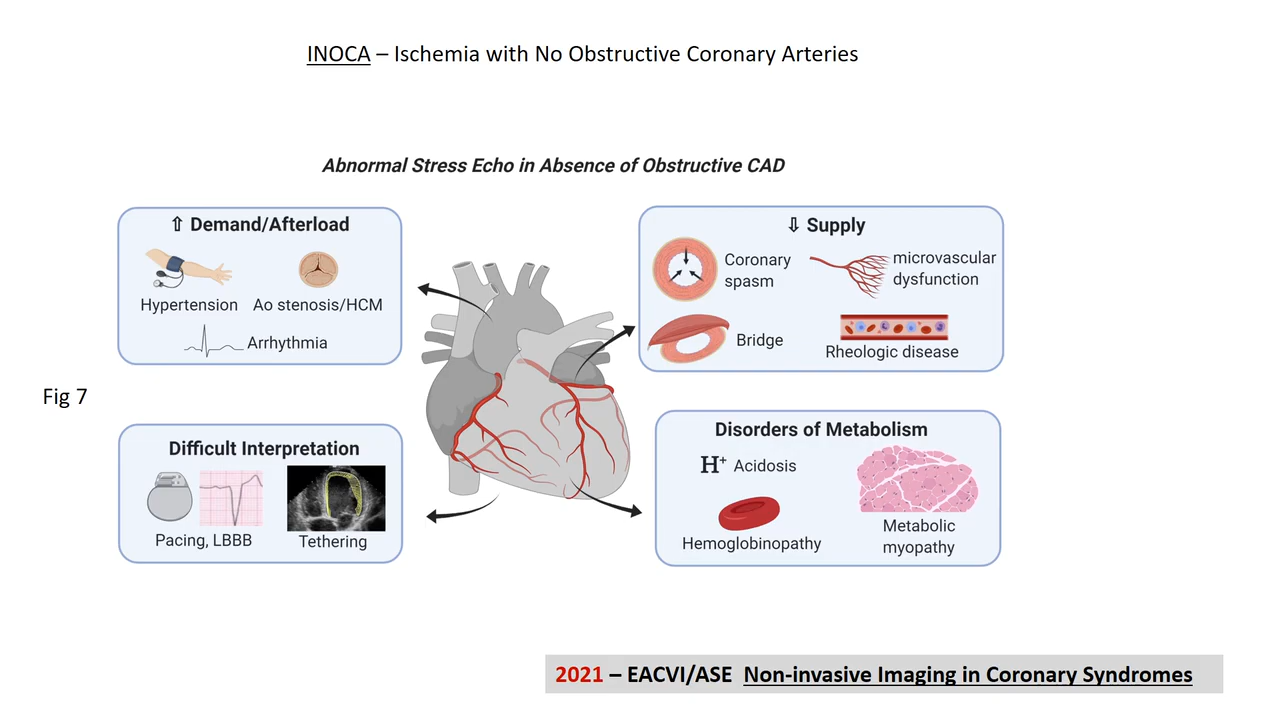 INOCA – Ischemia with No Obstructive Coronary Arteries
Abnormal Stress Echo in Absence of Obstructive CAD
⇧ Demand/Afterload
Hypertension
Ao stenosis/HCM
Arrhythmia
⇩ Supply
Coronary
spasm
microvascular
dysfunction
Bridge
Rheologic disease
Fig 7
Difficult Interpretation
Pacing, LBBB
Tethering
Disorders of Metabolism
H⁺ Acidosis
Hemoglobinopathy
Metabolic
myopathy
2021 – EACVI/ASE Non-invasive Imaging in Coronary Syndromes